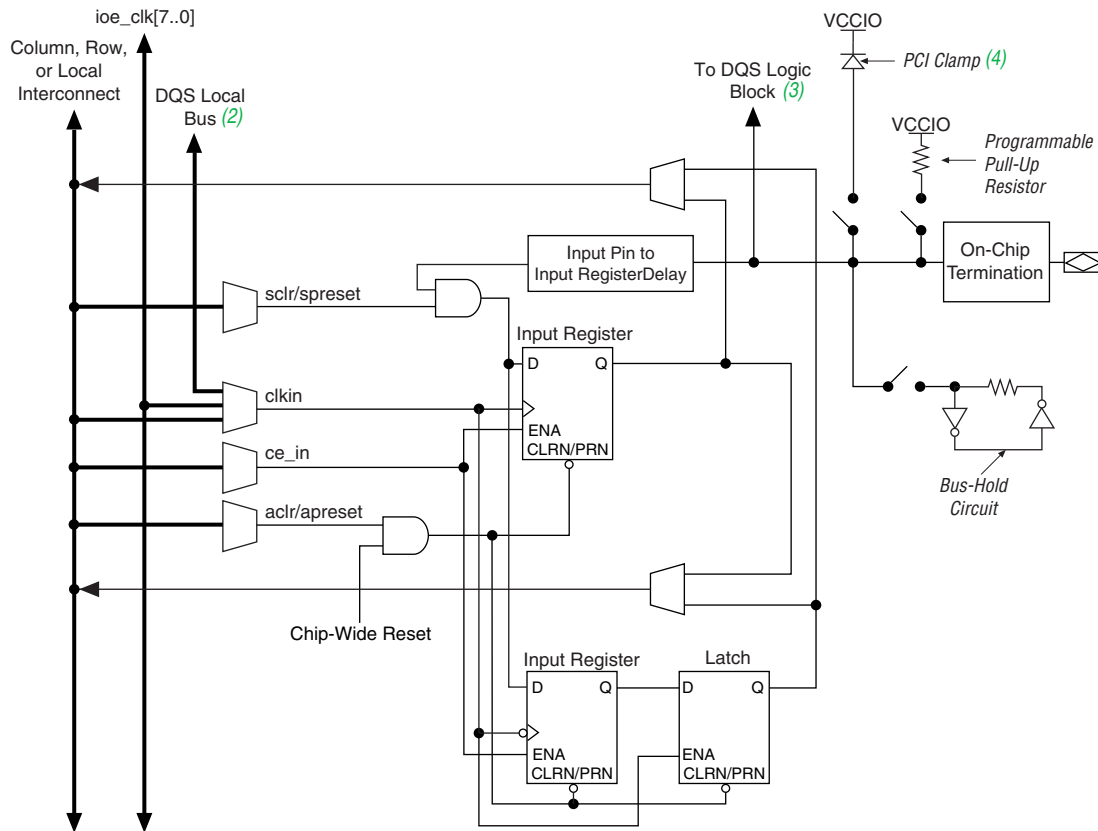 ioe_clk[7..0]
Column, Row,
or Local
Interconnect
DQS Local
Bus (2)
To DQS Logic
Block (3)
VCCIO
PCI Clamp (4)
VCCIO
Programmable
Pull-Up
Resistor
Input Pin to
Input RegisterDelay
On-Chip
Termination
sclr/spreset
Input Register
D
Q
clkin
ENA
CLRN/PRN
ce_in
aclr/apreset
Bus-Hold
Circuit
Chip-Wide Reset
Input Register
D
Q
ENA
CLRN/PRN
Latch
D
Q
ENA
CLRN/PRN